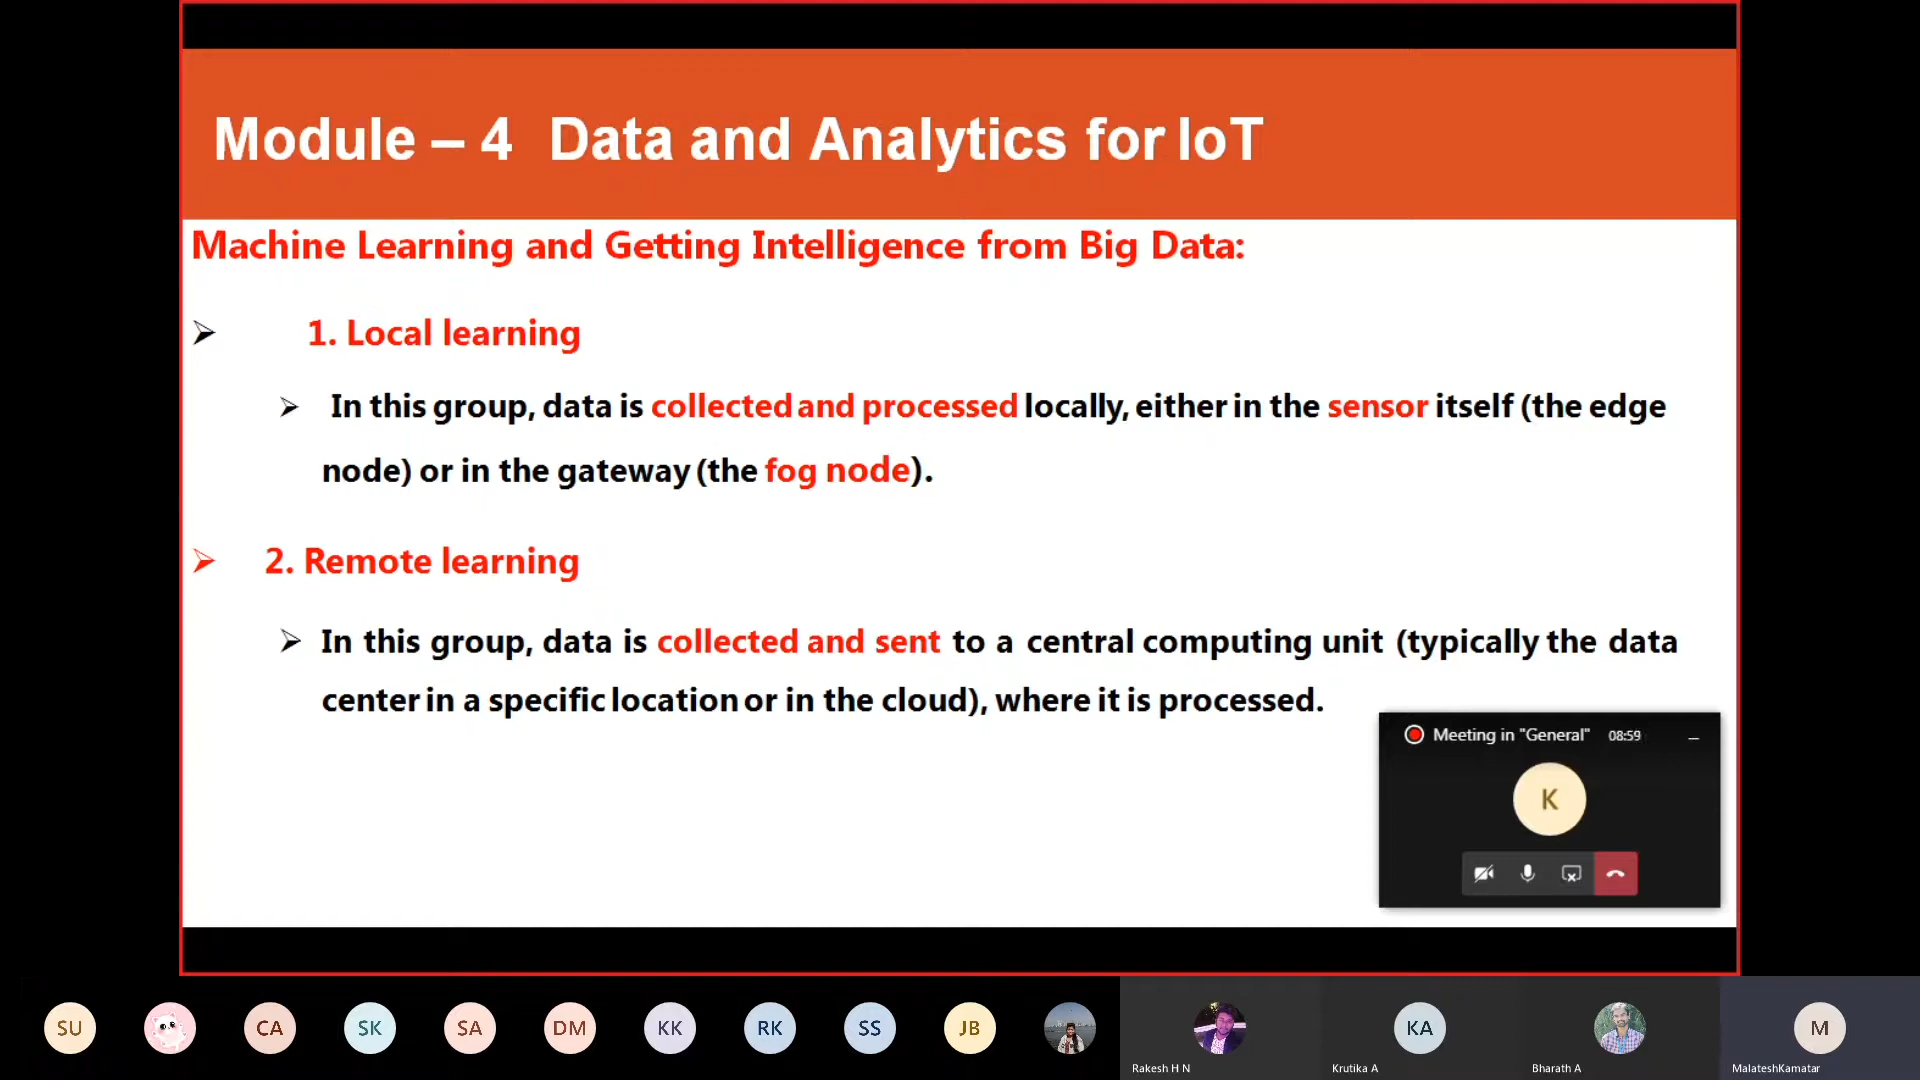 Module – 4 Data and Analytics for IoT
Machine Learning and Getting Intelligence from Big Data:
1. Local learning
In this group, data is collected and processed locally, either in the sensor itself (the edge
node) or in the gateway (the fog node).
2. Remote learning
In this group, data is collected and sent to a central computing unit (typically the data
center in a specific location or in the cloud), where it is processed.
Meeting in "General" 08:59
K
SU CA SK SA DM KK RK SS JB KA M
Rakesh H N Krutika A Bharath A MalateshKamatar